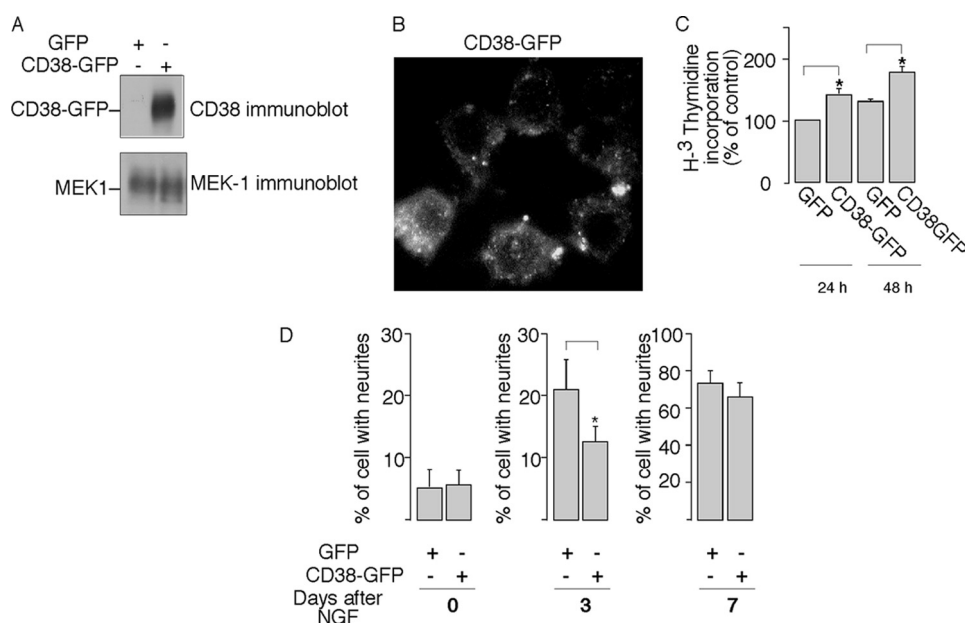 A
GFP + -
CD38-GFP - +
CD38-GFP
CD38 immunoblot
MEK1
MEK-1 immunoblot
B
CD38-GFP
C
H-³ Thymidine
incorporation
(% of control)
200
100
0
*
*
GFP
CD38-GFP
GFP
CD38GFP
24 h
48 h
D
% of cell with neurites
30
20
10
% of cell with neurites
30
20
10
*
% of cell with neurites
100
80
60
40
20
GFP + - + - + -
CD38-GFP - + - + - +
Days after
NGF
0 3 7